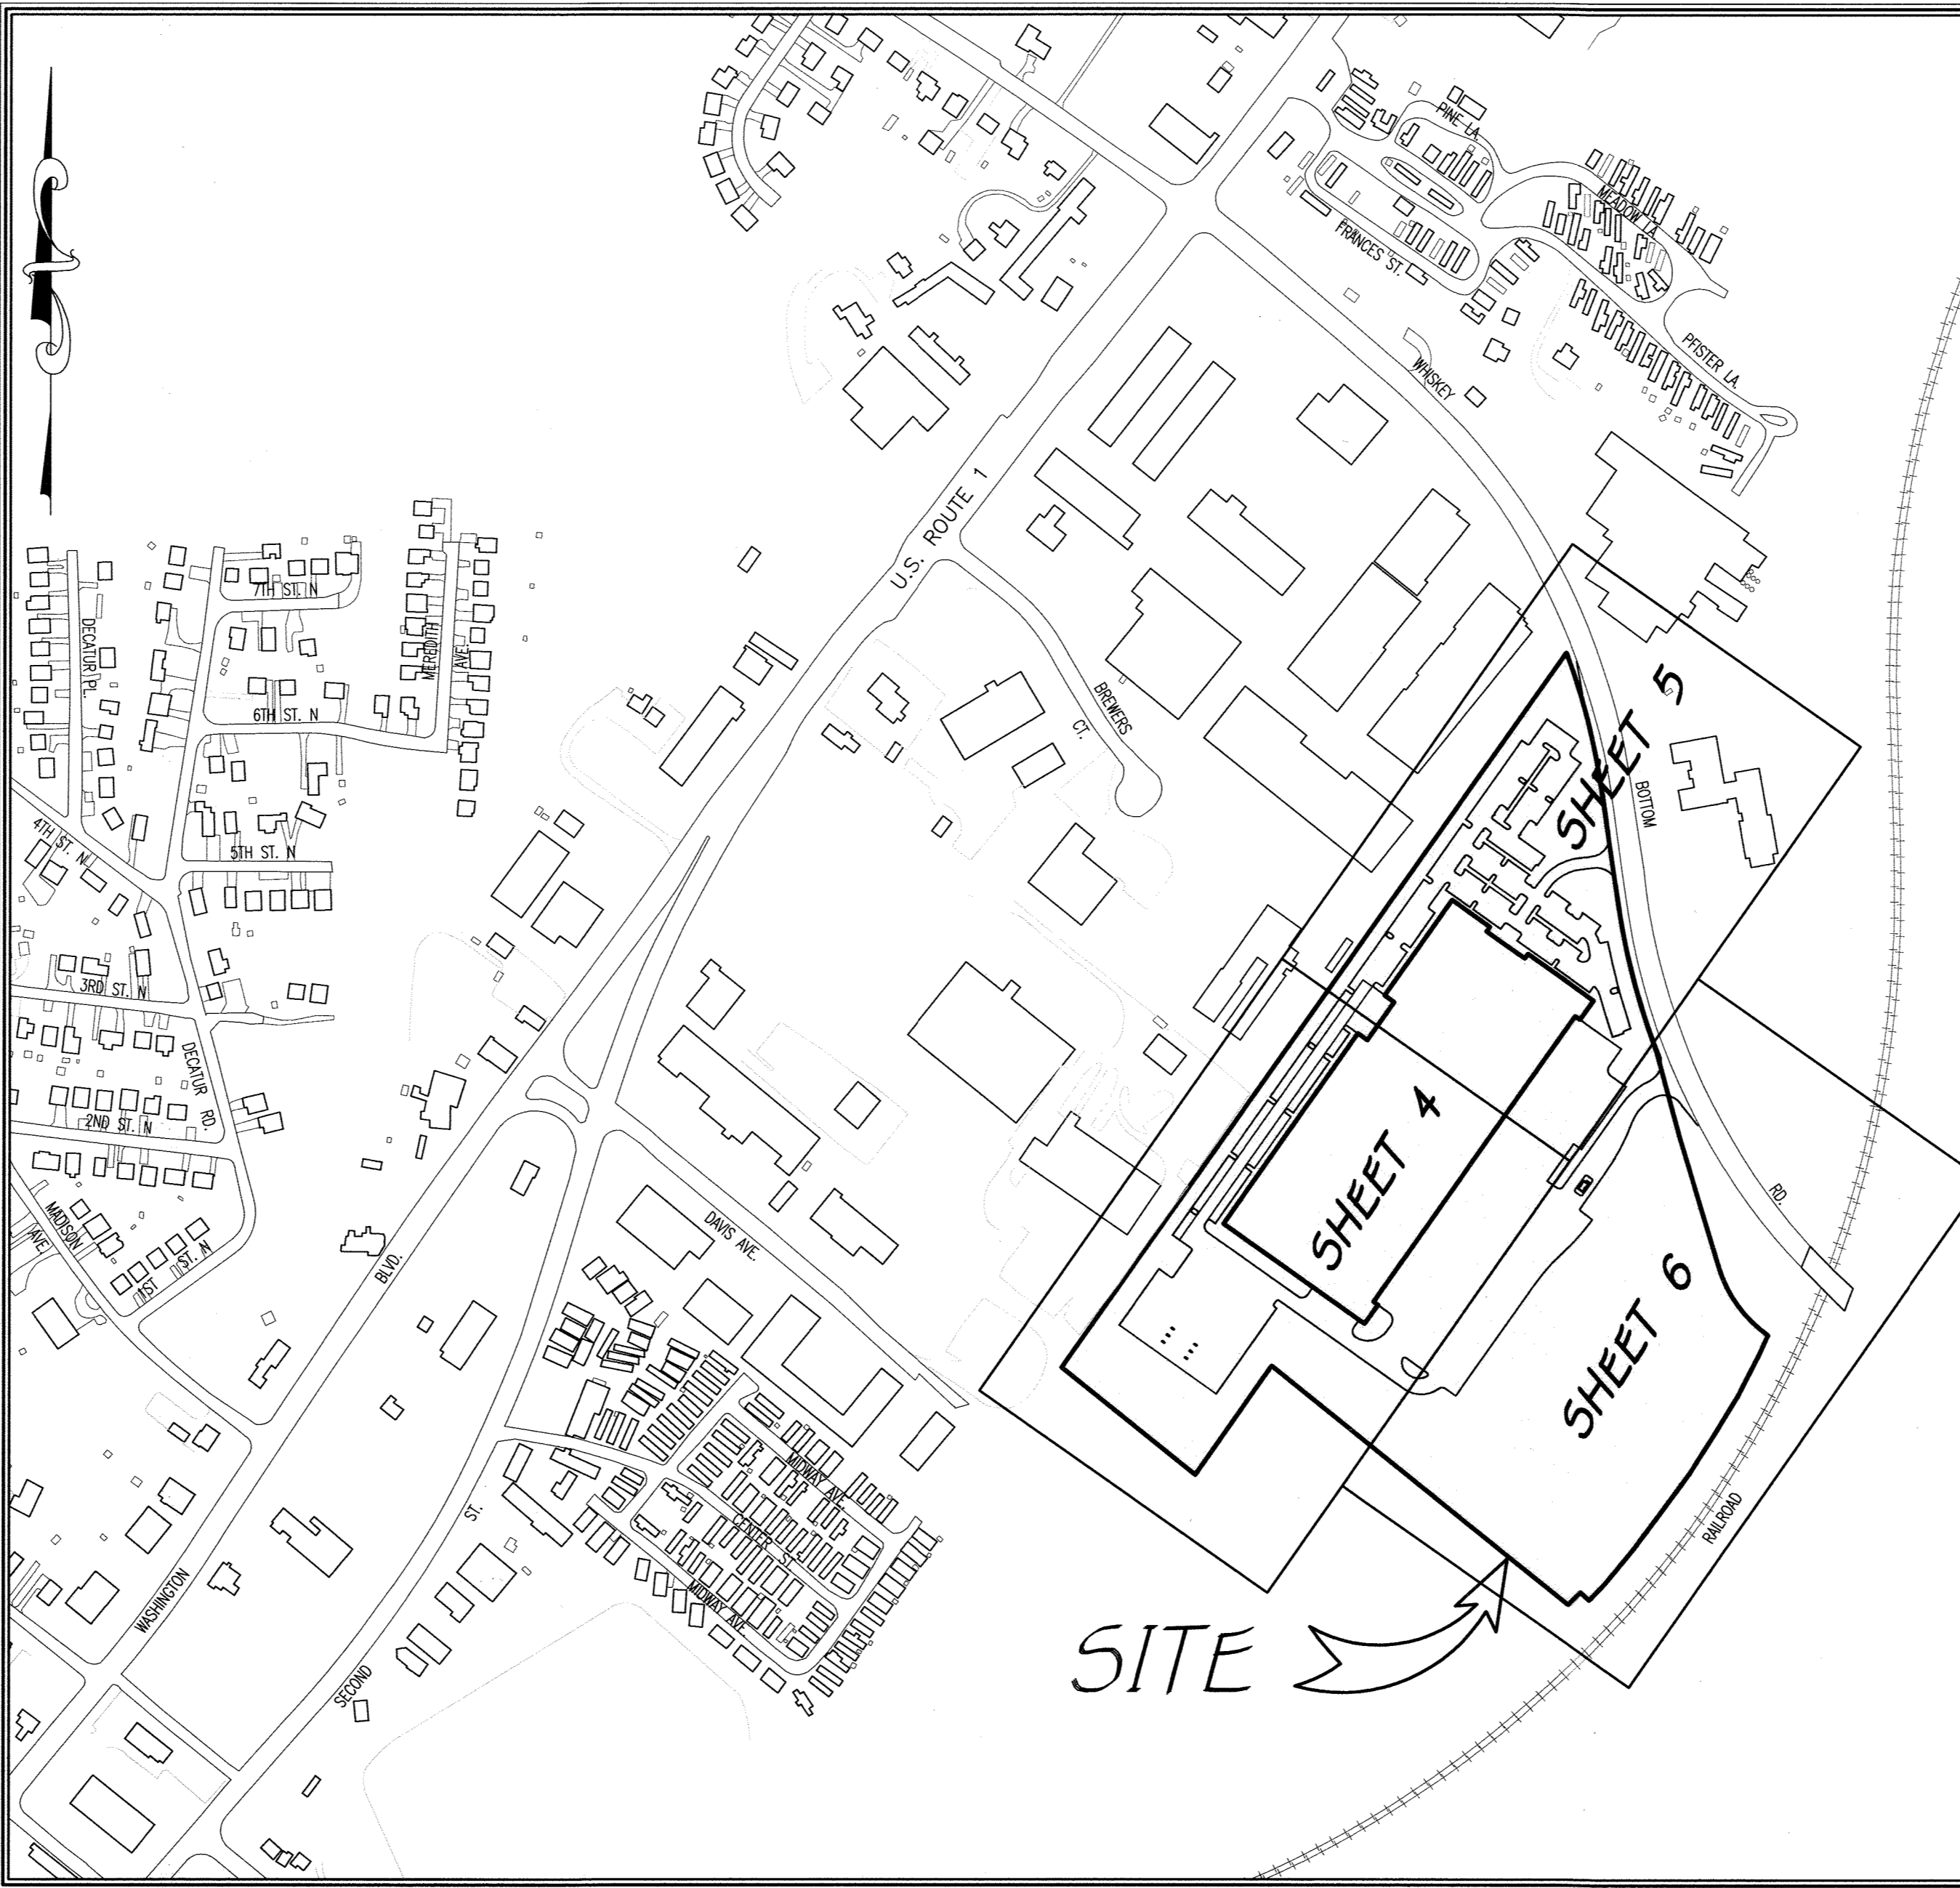 PINE LA.
MEADOW LA.
FRANCES ST.
PFISTER LA.
WHISKEY
BOTTOM
RD.
U.S. ROUTE 1
BREWERS
CT.
7TH ST. N
DECATUR PL.
MEREDITH
AVE.
6TH ST. N
4TH ST. N
5TH ST. N
3RD ST. N
DECATUR RD.
2ND ST. N
MADISON
AVE
1ST ST. N
BLVD.
DAVIS AVE.
SHEET 5
SHEET 4
SHEET 6
MIDWAY AVE.
CENTER ST.
MIDWAY AVE.
ST.
WASHINGTON
SECOND
RAILROAD
SITE